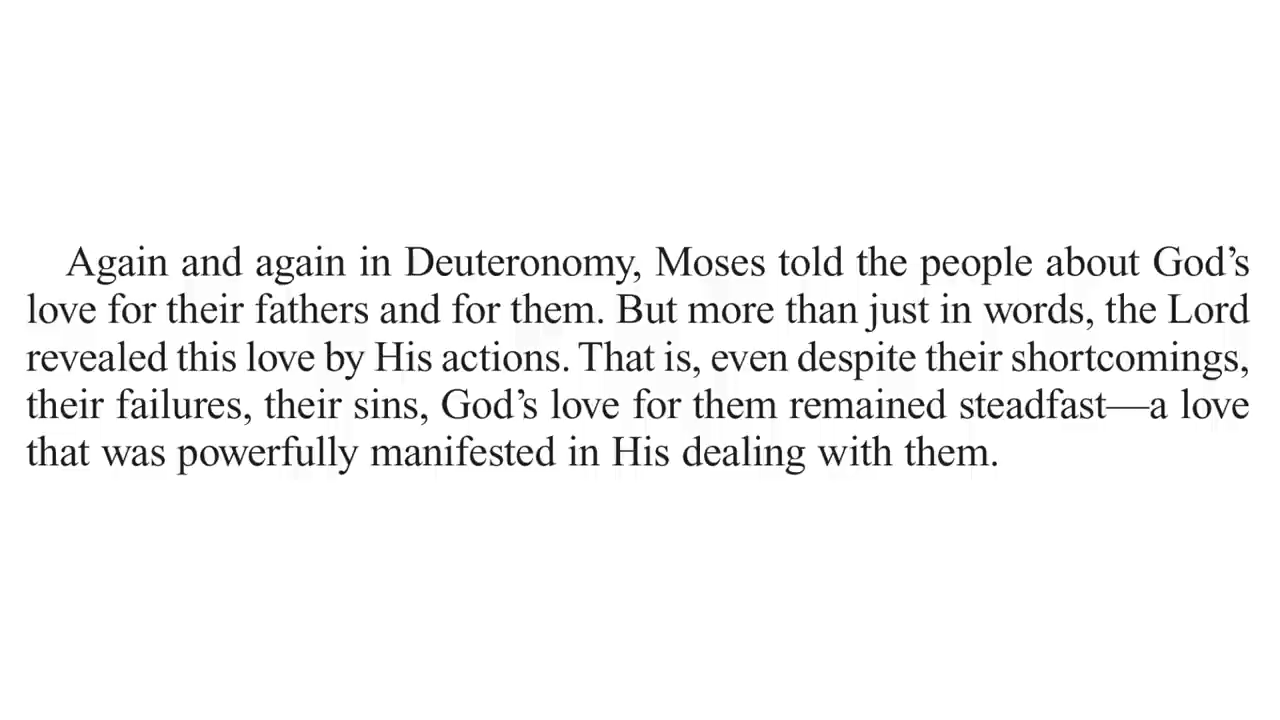 Again and again in Deuteronomy, Moses told the people about God’s
love for their fathers and for them. But more than just in words, the Lord
revealed this love by His actions. That is, even despite their shortcomings,
their failures, their sins, God’s love for them remained steadfast—a love
that was powerfully manifested in His dealing with them.